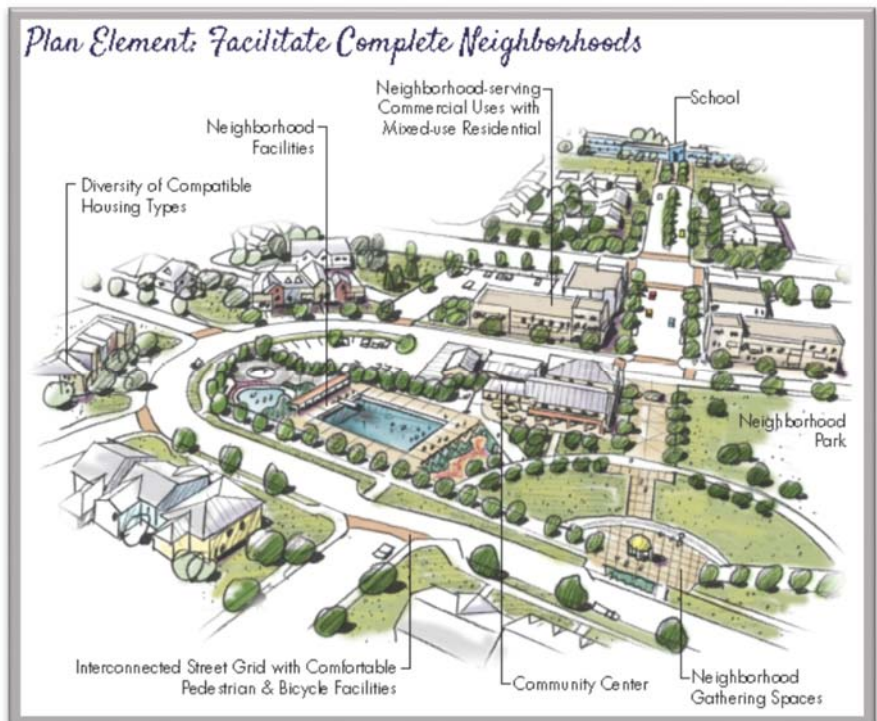 Plan Element: Facilitate Complete Neighborhoods
Neighborhood-serving
Commercial Uses with
Mixed-use Residential
School
Neighborhood
Facilities
Diversity of Compatible
Housing Types
Neighborhood
Park
Interconnected Street Grid with Comfortable
Pedestrian & Bicycle Facilities
Community Center
Neighborhood
Gathering Spaces